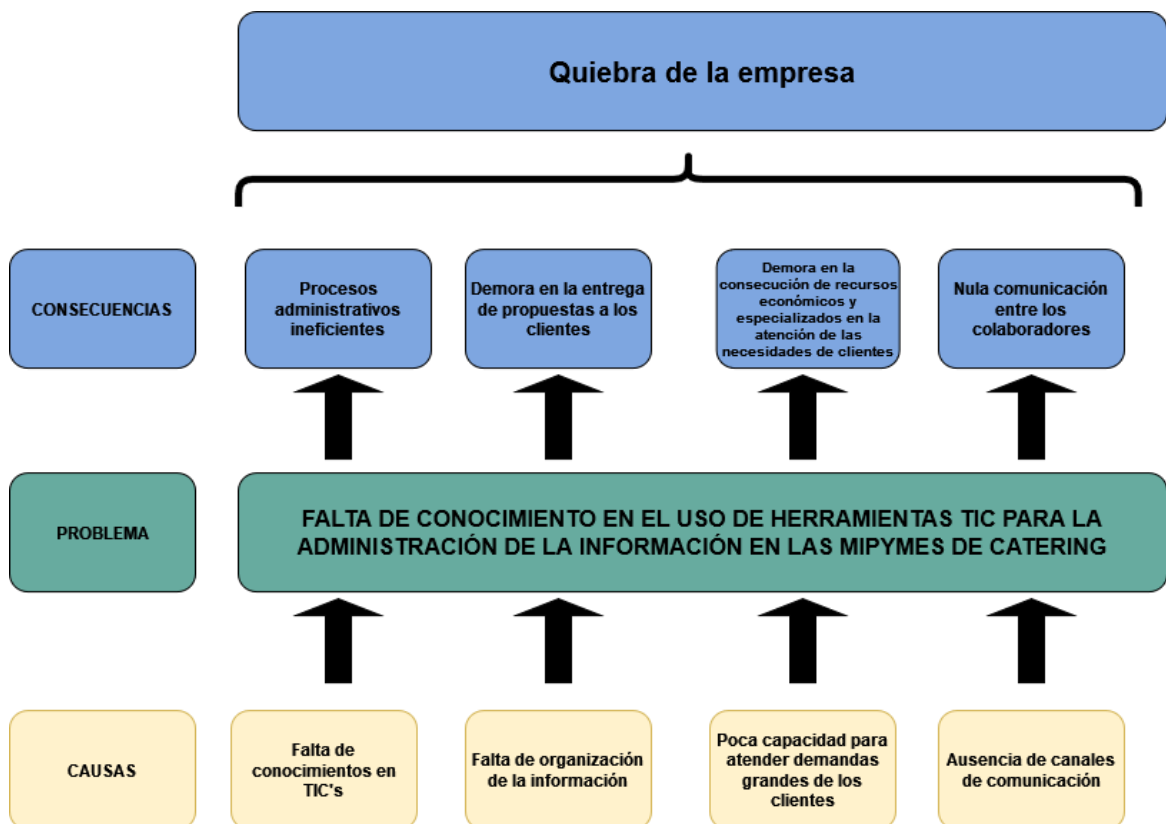 Quiebra de la empresa
CONSECUENCIAS
Procesos
administrativos
ineficientes
Demora en la entrega
de propuestas a los
clientes
Demora en la
consecución de recursos
económicos y
especializados en la
atención de las
necesidades de clientes
Nula comunicación
entre los
colaboradores
PROBLEMA
FALTA DE CONOCIMIENTO EN EL USO DE HERRAMIENTAS TIC PARA LA
ADMINISTRACIÓN DE LA INFORMACIÓN EN LAS MIPYMES DE CATERING
CAUSAS
Falta de
conocimientos en
TIC's
Falta de organización
de la información
Poca capacidad para
atender demandas
grandes de los
clientes
Ausencia de canales
de comunicación